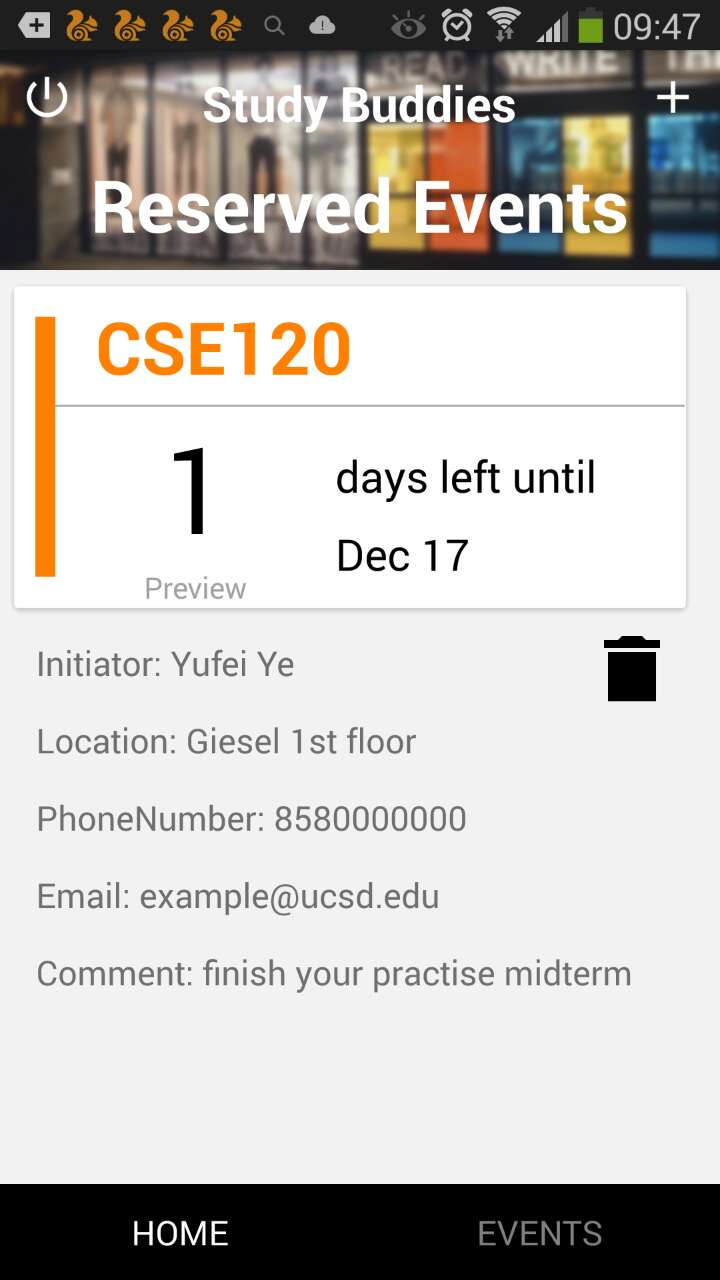 09:47
READ
WRITE
Study Buddies
Reserved Events
CSE120
1
days left until
Dec 17
Preview
Initiator: Yufei Ye
Location: Giesel 1st floor
PhoneNumber: 8580000000
Email: example@ucsd.edu
Comment: finish your practise midterm
HOME
EVENTS